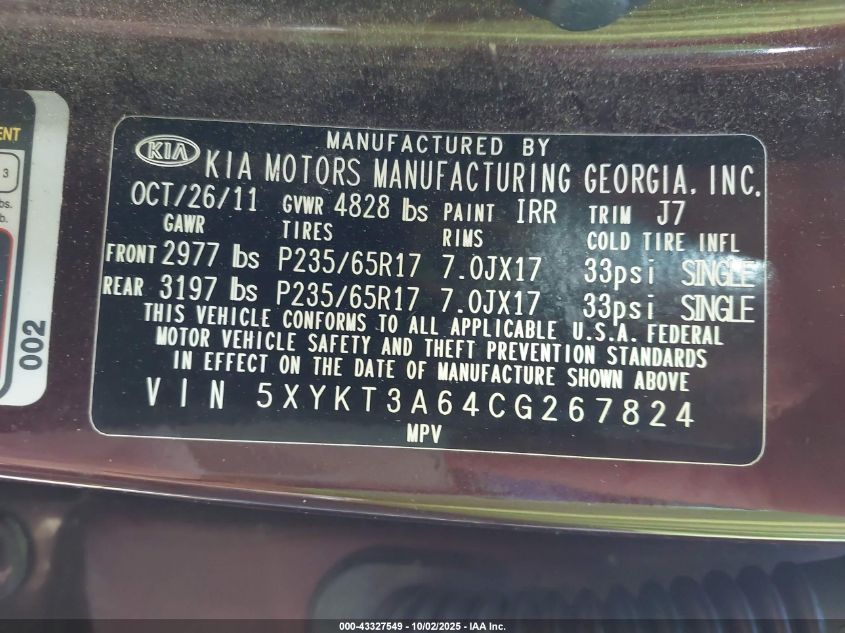 MANUFACTURED BY
KIA KIA MOTORS MANUFACTURING GEORGIA, INC.
OCT/26/11 GVWR 4828 lbs PAINT IRR TRIM J7
GAWR TIRES RIMS COLD TIRE INFL
FRONT 2977 lbs P235/65R17 7.0JX17 33psi SINGLE
REAR 3197 lbs P235/65R17 7.0JX17 33psi SINGLE
THIS VEHICLE CONFORMS TO ALL APPLICABLE U.S.A. FEDERAL
MOTOR VEHICLE SAFETY AND THEFT PREVENTION STANDARDS
IN EFFECT ON THE DATE OF MANUFACTURE SHOWN ABOVE
VIN 5XYKT3A64CG267824
MPV
3
002
000-43327549 - 10/02/2025 - IAA Inc.